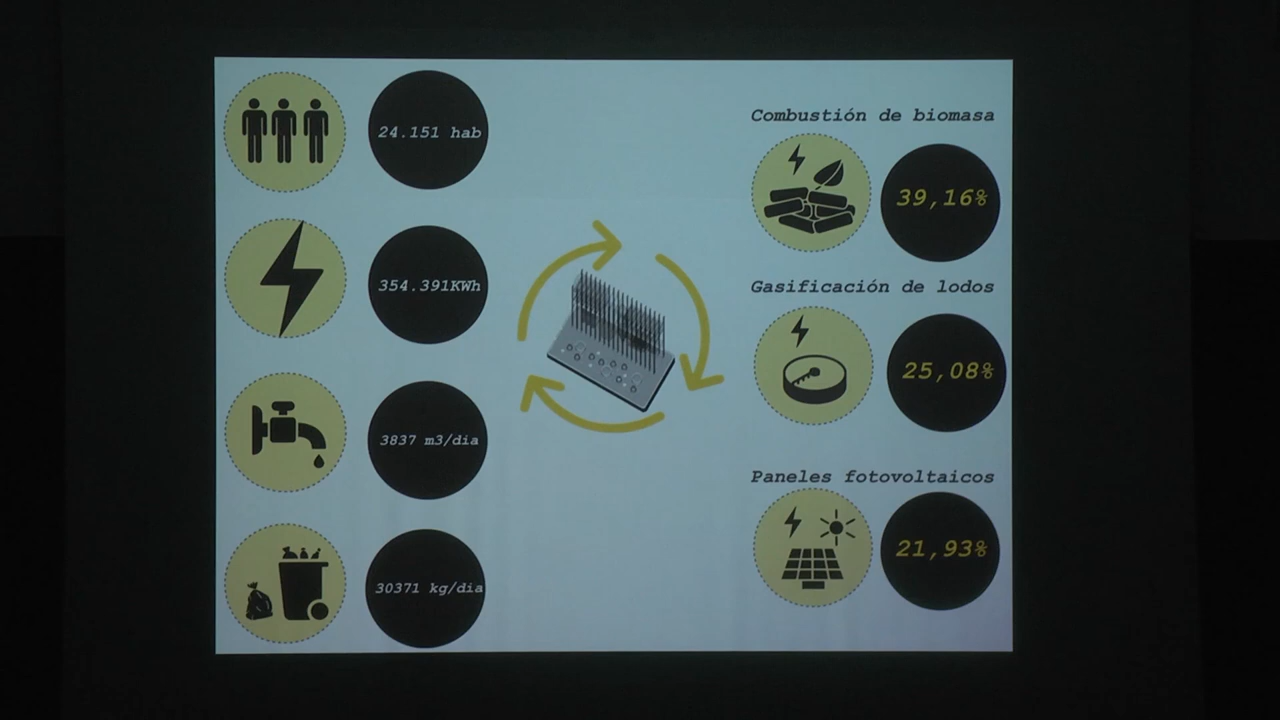 24.151 hab
354.391KWh
3837 m3/dia
30371 kg/dia
Combustión de biomasa
39,16%
Gasificación de lodos
25,08%
Paneles fotovoltaicos
21,93%